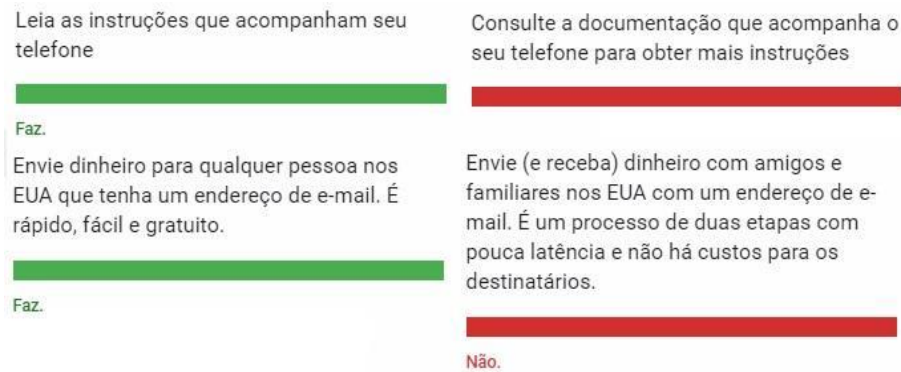 Leia as instruções que acompanham seu
telefone
Faz.
Consulte a documentação que acompanha o
seu telefone para obter mais instruções
Envie dinheiro para qualquer pessoa nos
EUA que tenha um endereço de e-mail. É
rápido, fácil e gratuito.
Faz.
Envie (e receba) dinheiro com amigos e
familiares nos EUA com um endereço de e-
mail. É um processo de duas etapas com
pouca latência e não há custos para os
destinatários.
Não.